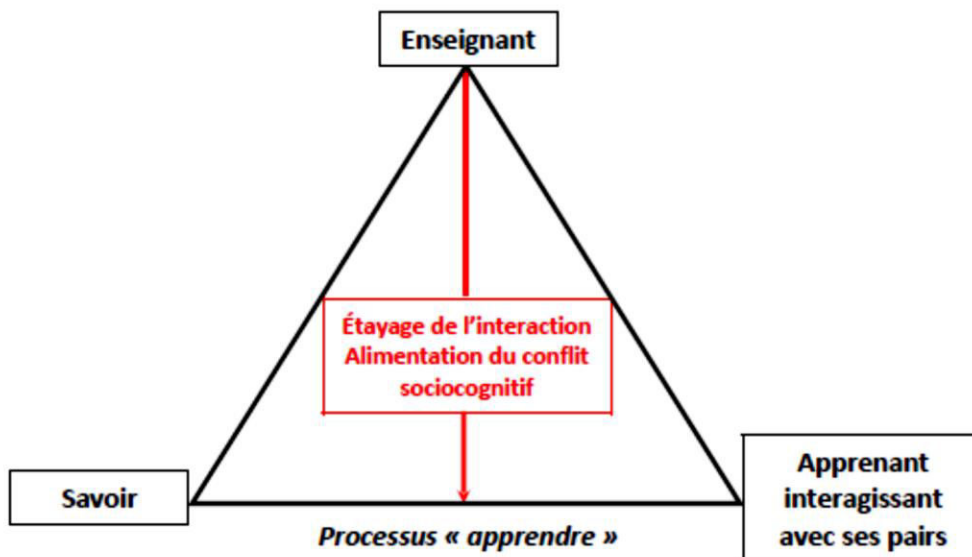 Enseignant
Étayage de l’interaction
Alimentation du conflit
sociocognitif
Savoir
Apprenant
interagissant
avec ses pairs
Processus « apprendre »